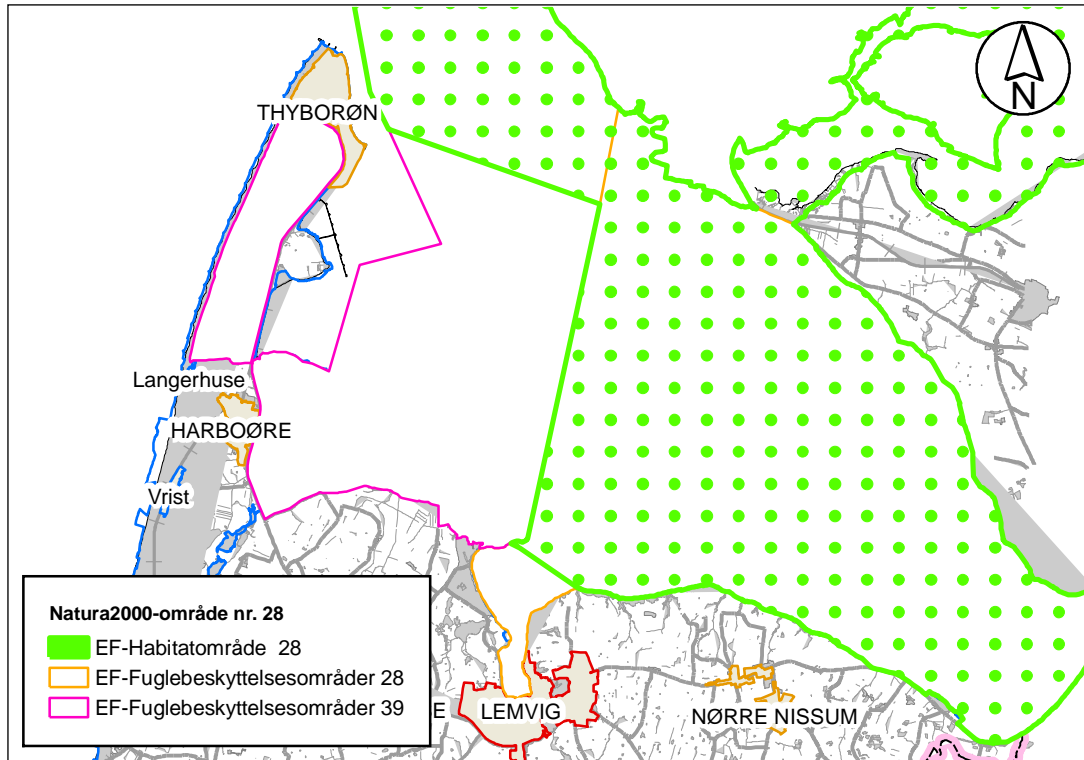 N
THYBORØN
Langerhuse
HARBOØRE
Vrist
Natura2000-område nr. 28
EF-Habitatområde 28
EF-Fuglebeskyttelsesområder 28
EF-Fuglebeskyttelsesområder 39
E
LEMVIG
NØRRE NISSUM